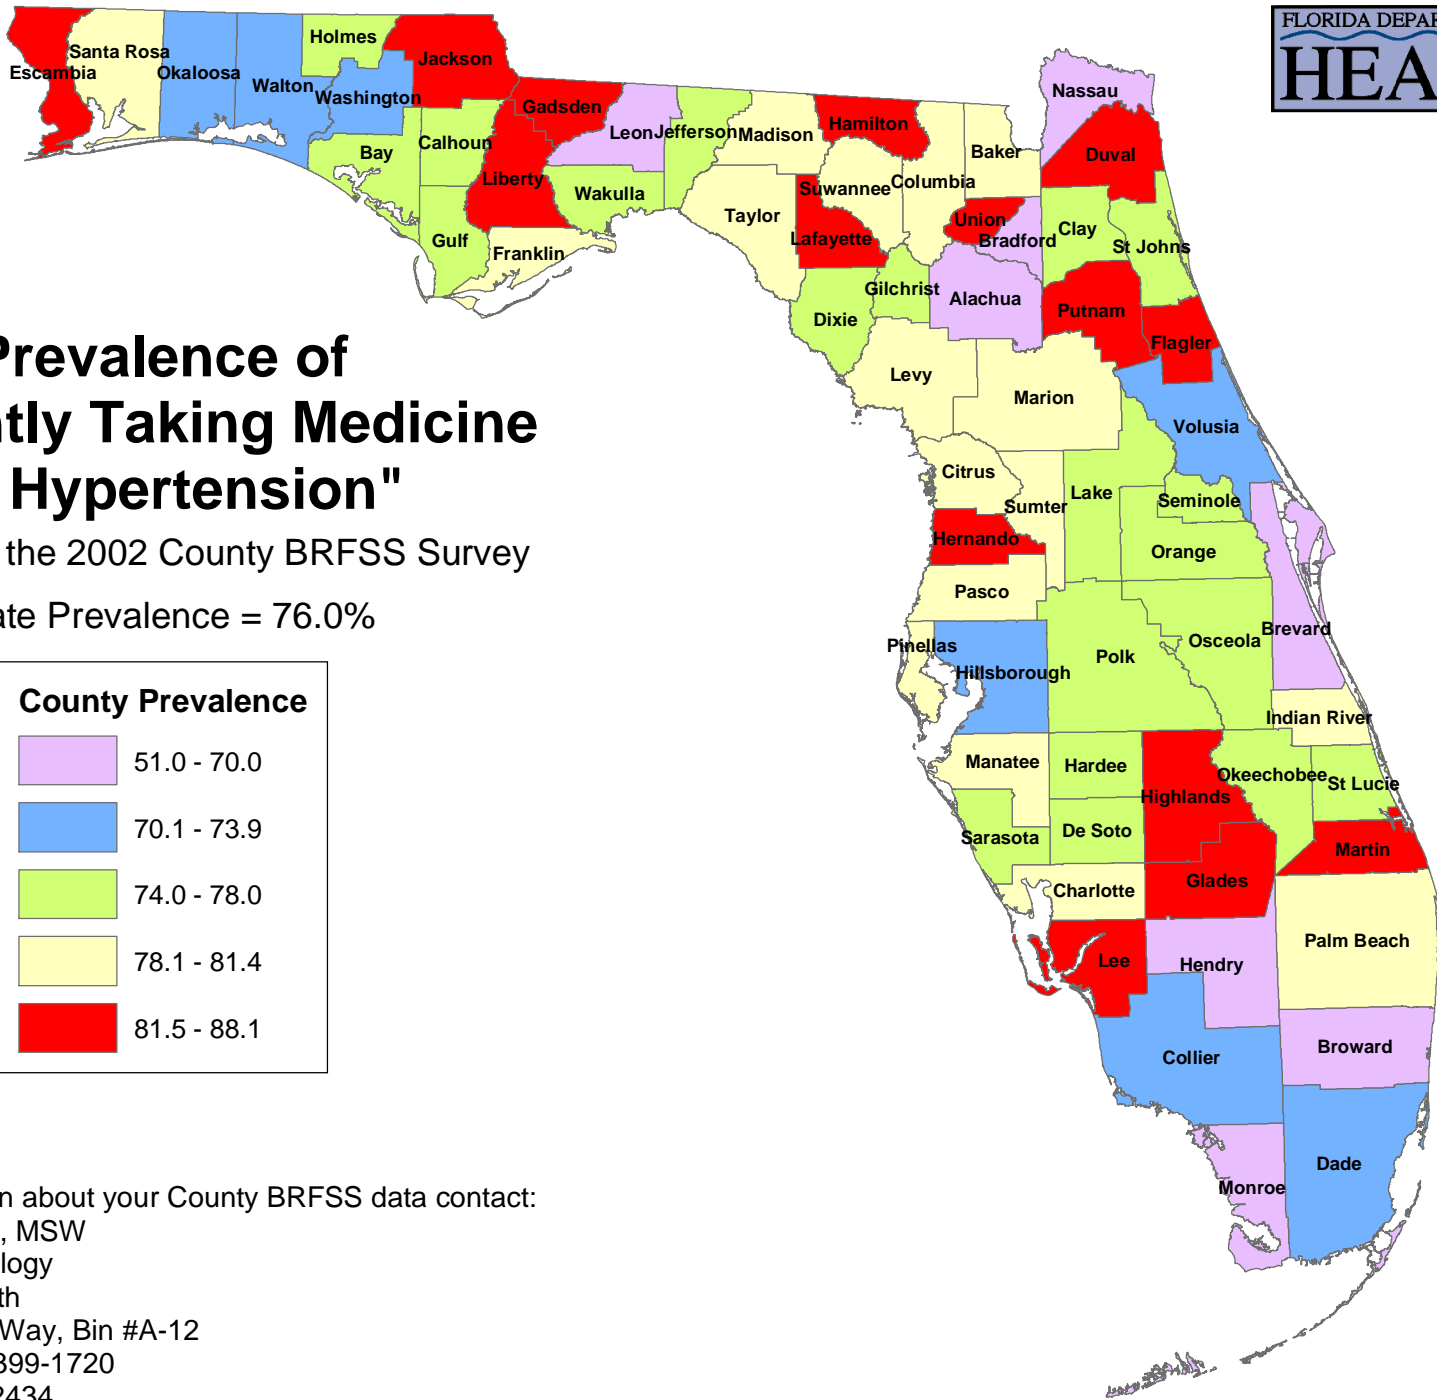 FLORIDA DEPAR
HEA
Prevalence of
ntly Taking Medicine
Hypertension"
the 2002 County BRFSS Survey
ate Prevalence = 76.0%
County Prevalence
51.0 - 70.0
70.1 - 73.9
74.0 - 78.0
78.1 - 81.4
81.5 - 88.1
n about your County BRFSS data contact:
, MSW
logy
th
Way, Bin #A-12
399-1720
2434
Escambia
Santa Rosa
Okaloosa
Walton
Holmes
Washington
Jackson
Bay
Calhoun
Gulf
Gadsden
Liberty
Franklin
Leon
Wakulla
Jefferson
Madison
Taylor
Hamilton
Suwannee
Lafayette
Dixie
Columbia
Gilchrist
Baker
Union
Bradford
Alachua
Nassau
Duval
Clay
St Johns
Putnam
Flagler
Levy
Marion
Volusia
Citrus
Sumter
Lake
Seminole
Hernando
Orange
Pasco
Pinellas
Hillsborough
Polk
Osceola
Brevard
Indian River
Manatee
Hardee
Highlands
Okeechobee
St Lucie
Sarasota
De Soto
Martin
Charlotte
Glades
Lee
Hendry
Palm Beach
Collier
Broward
Dade
Monroe